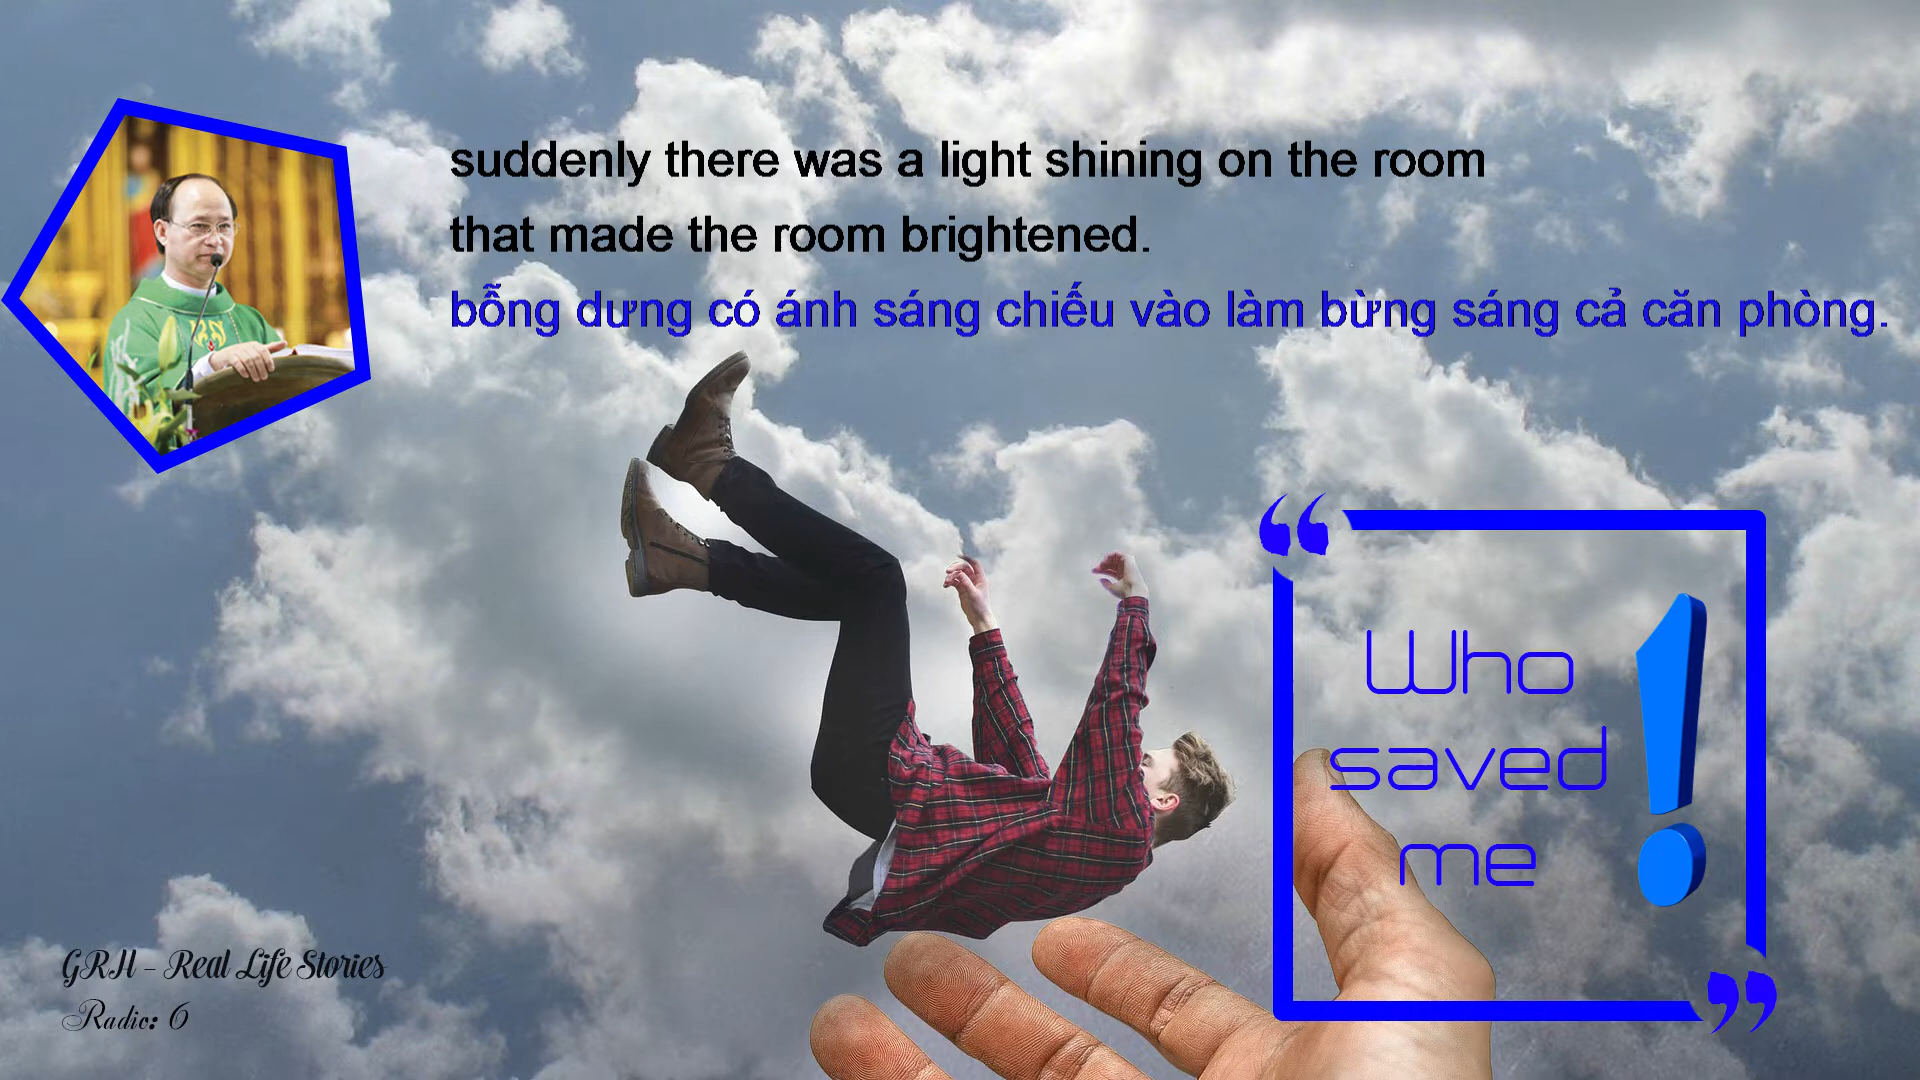 suddenly there was a light shining on the room
that made the room brightened.
bỗng dưng có ánh sáng chiếu vào làm bừng sáng cả căn phòng.
“
Who
saved
me
!
”
GRH - Real Life Stories
Radio: 6